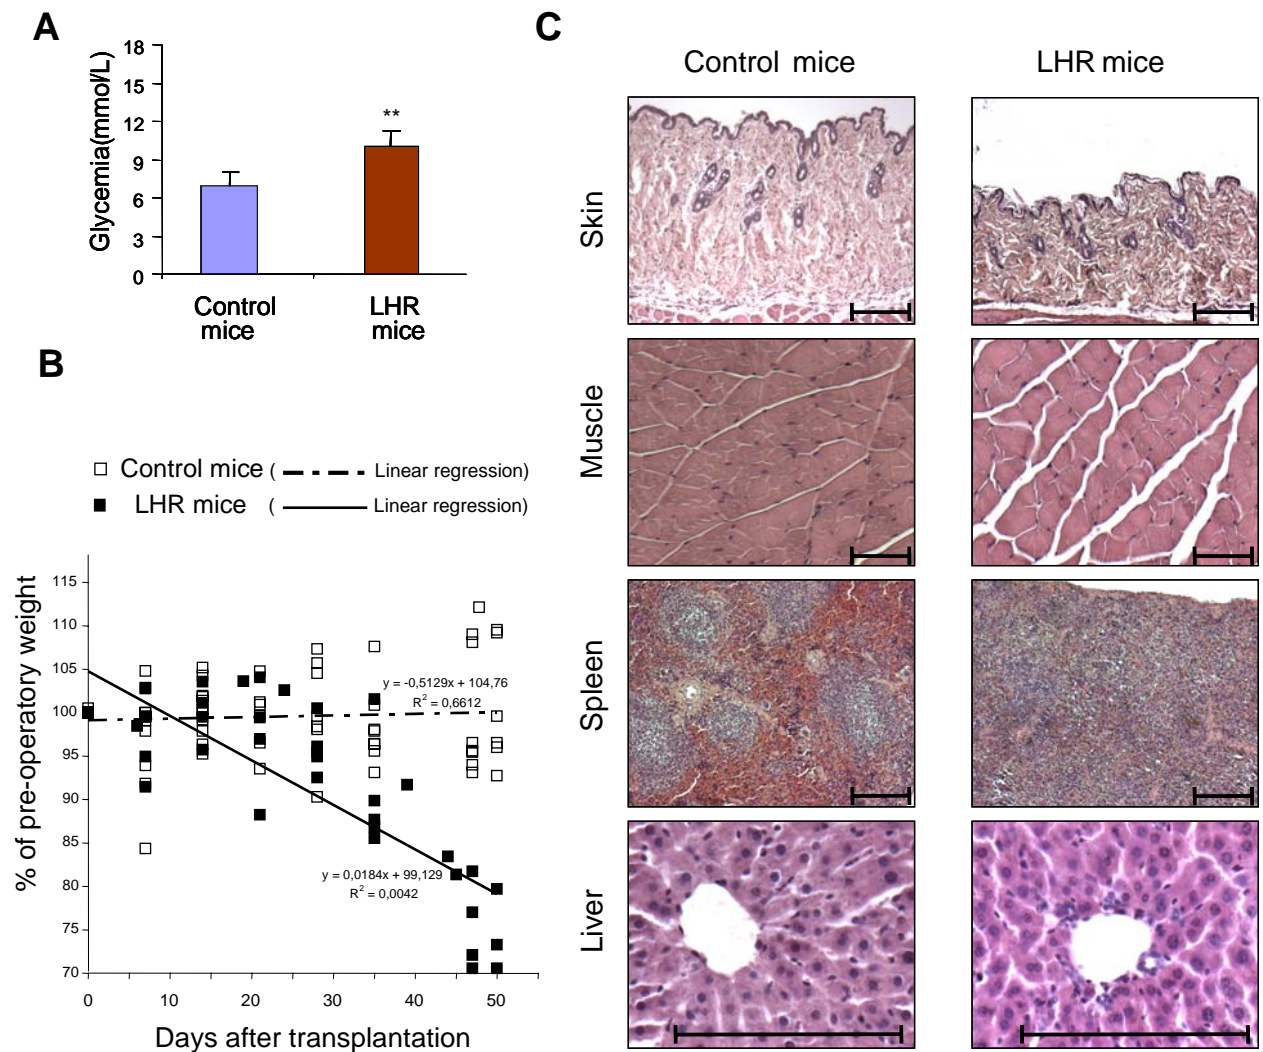 A
Glycemia(mmol/L)
18
15
12
9
6
3
0
**
Control
mice
LHR
mice
B
Control mice ( Linear regression)
LHR mice ( Linear regression)
% of pre-operatory weight
115
110
105
100
95
90
85
80
75
70
y = -0,5129x + 104,76
R² = 0,6612
y = 0,0184x + 99,129
R² = 0,0042
0 10 20 30 40 50
Days after transplantation
C
Control mice
LHR mice
Skin
Muscle
Spleen
Liver